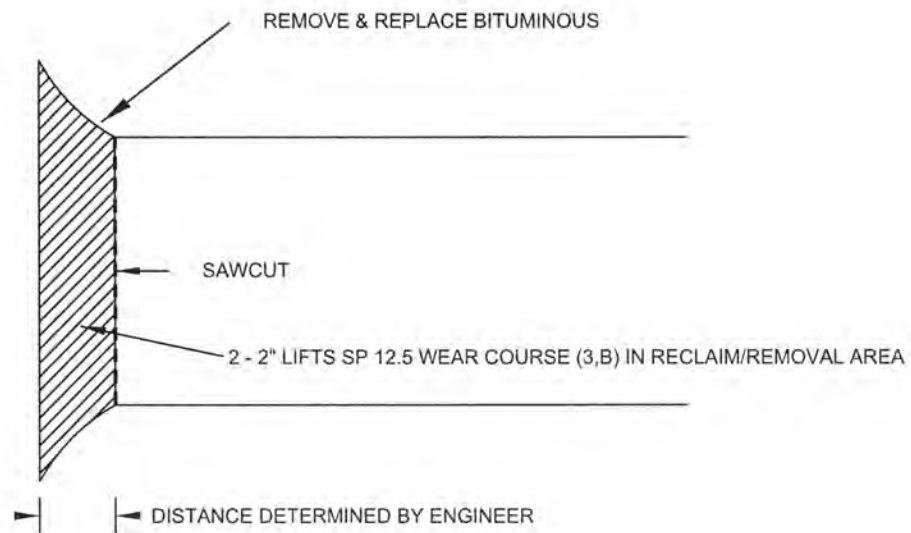 REMOVE & REPLACE BITUMINOUS
SAWCUT
2 - 2" LIFTS SP 12.5 WEAR COURSE (3,B) IN RECLAIM/REMOVAL AREA
DISTANCE DETERMINED BY ENGINEER